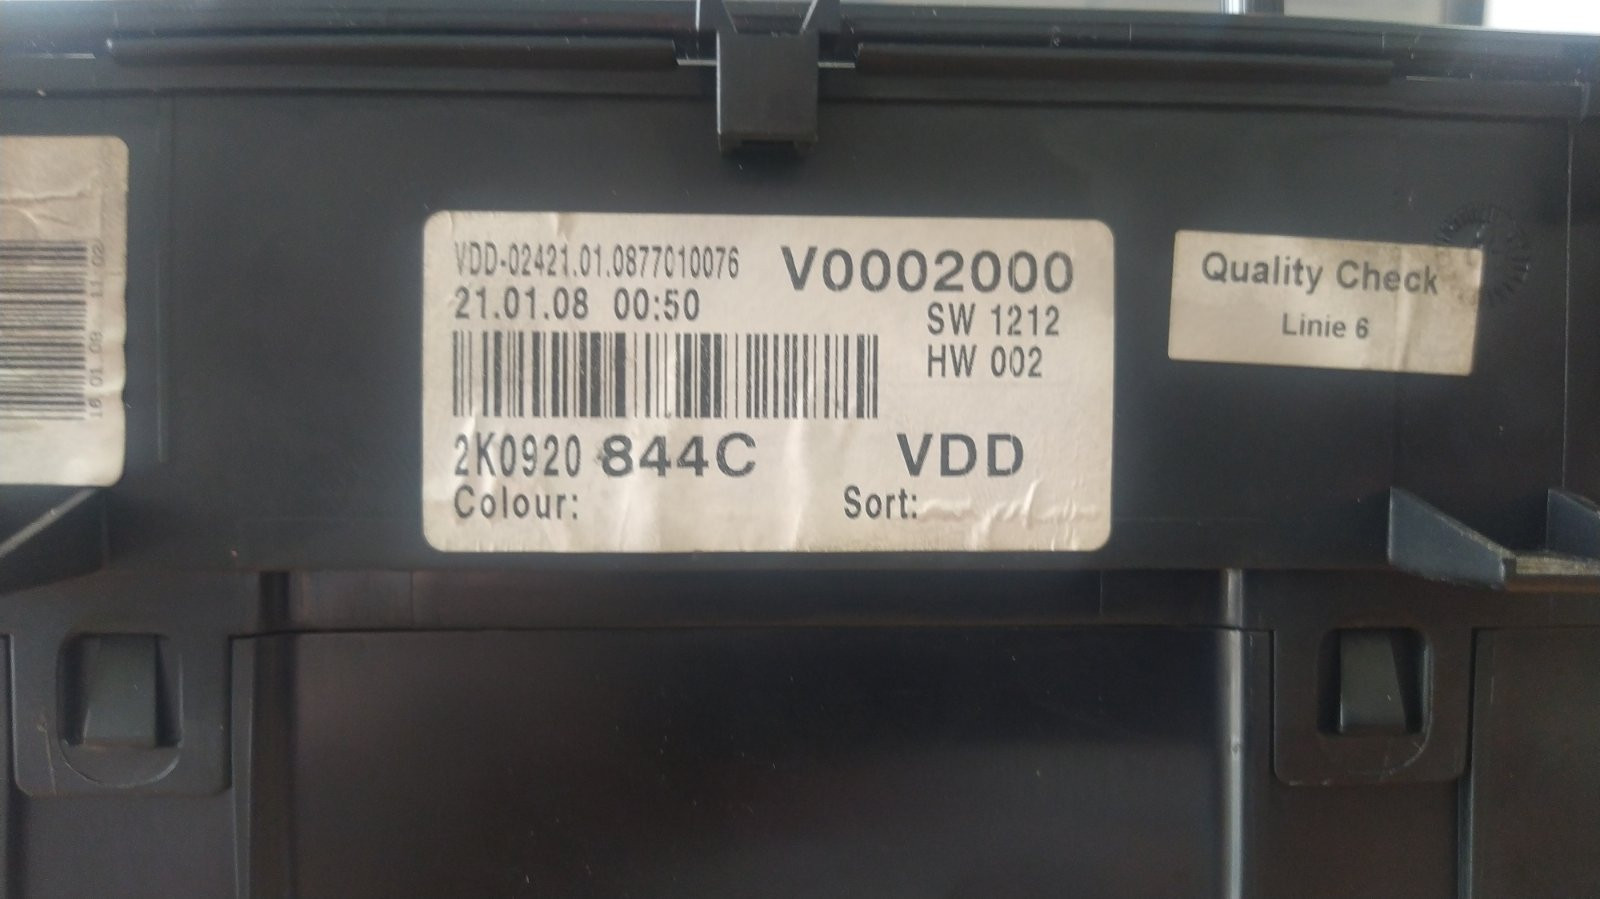 VDD-02421.01.0877010076
V0002000
21.01.08 00:50
SW 1212
HW 002
2K0920 844C
VDD
Colour:
Sort:
Quality Check
Linie 6